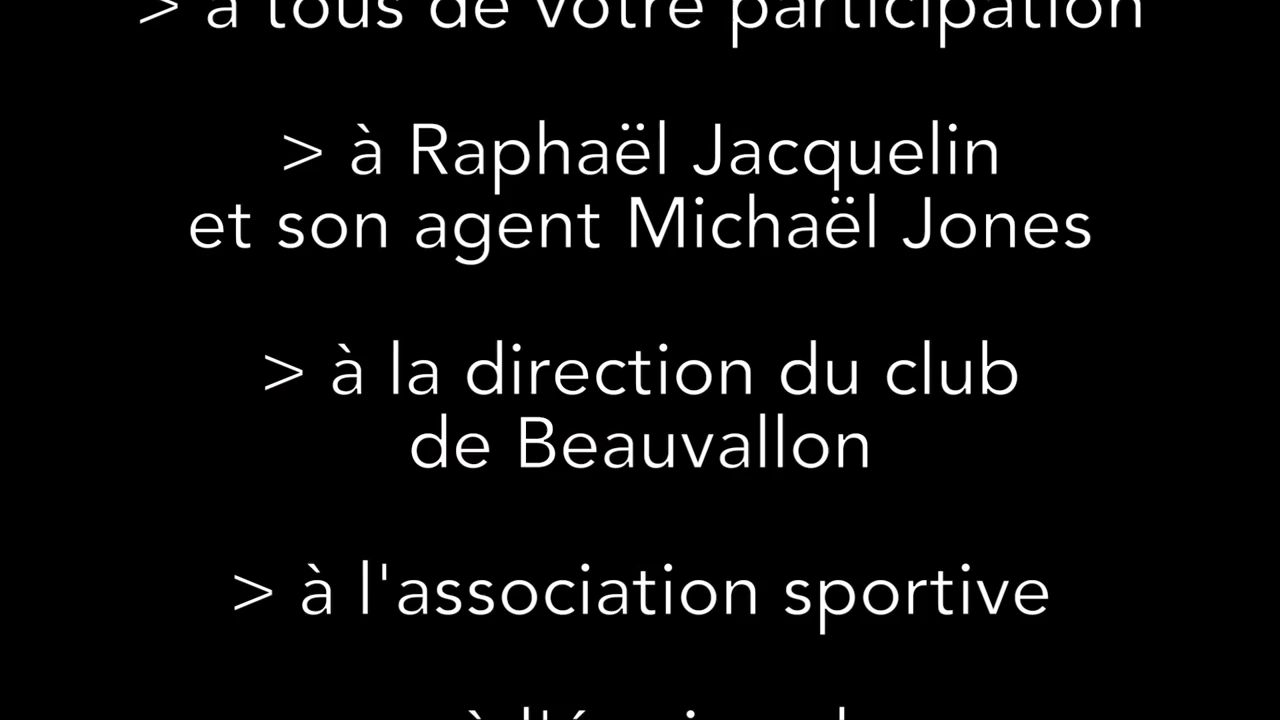 > à tous de votre participation
> à Raphaël Jacquelin
et son agent Michaël Jones
> à la direction du club
de Beauvallon
> à l'association sportive